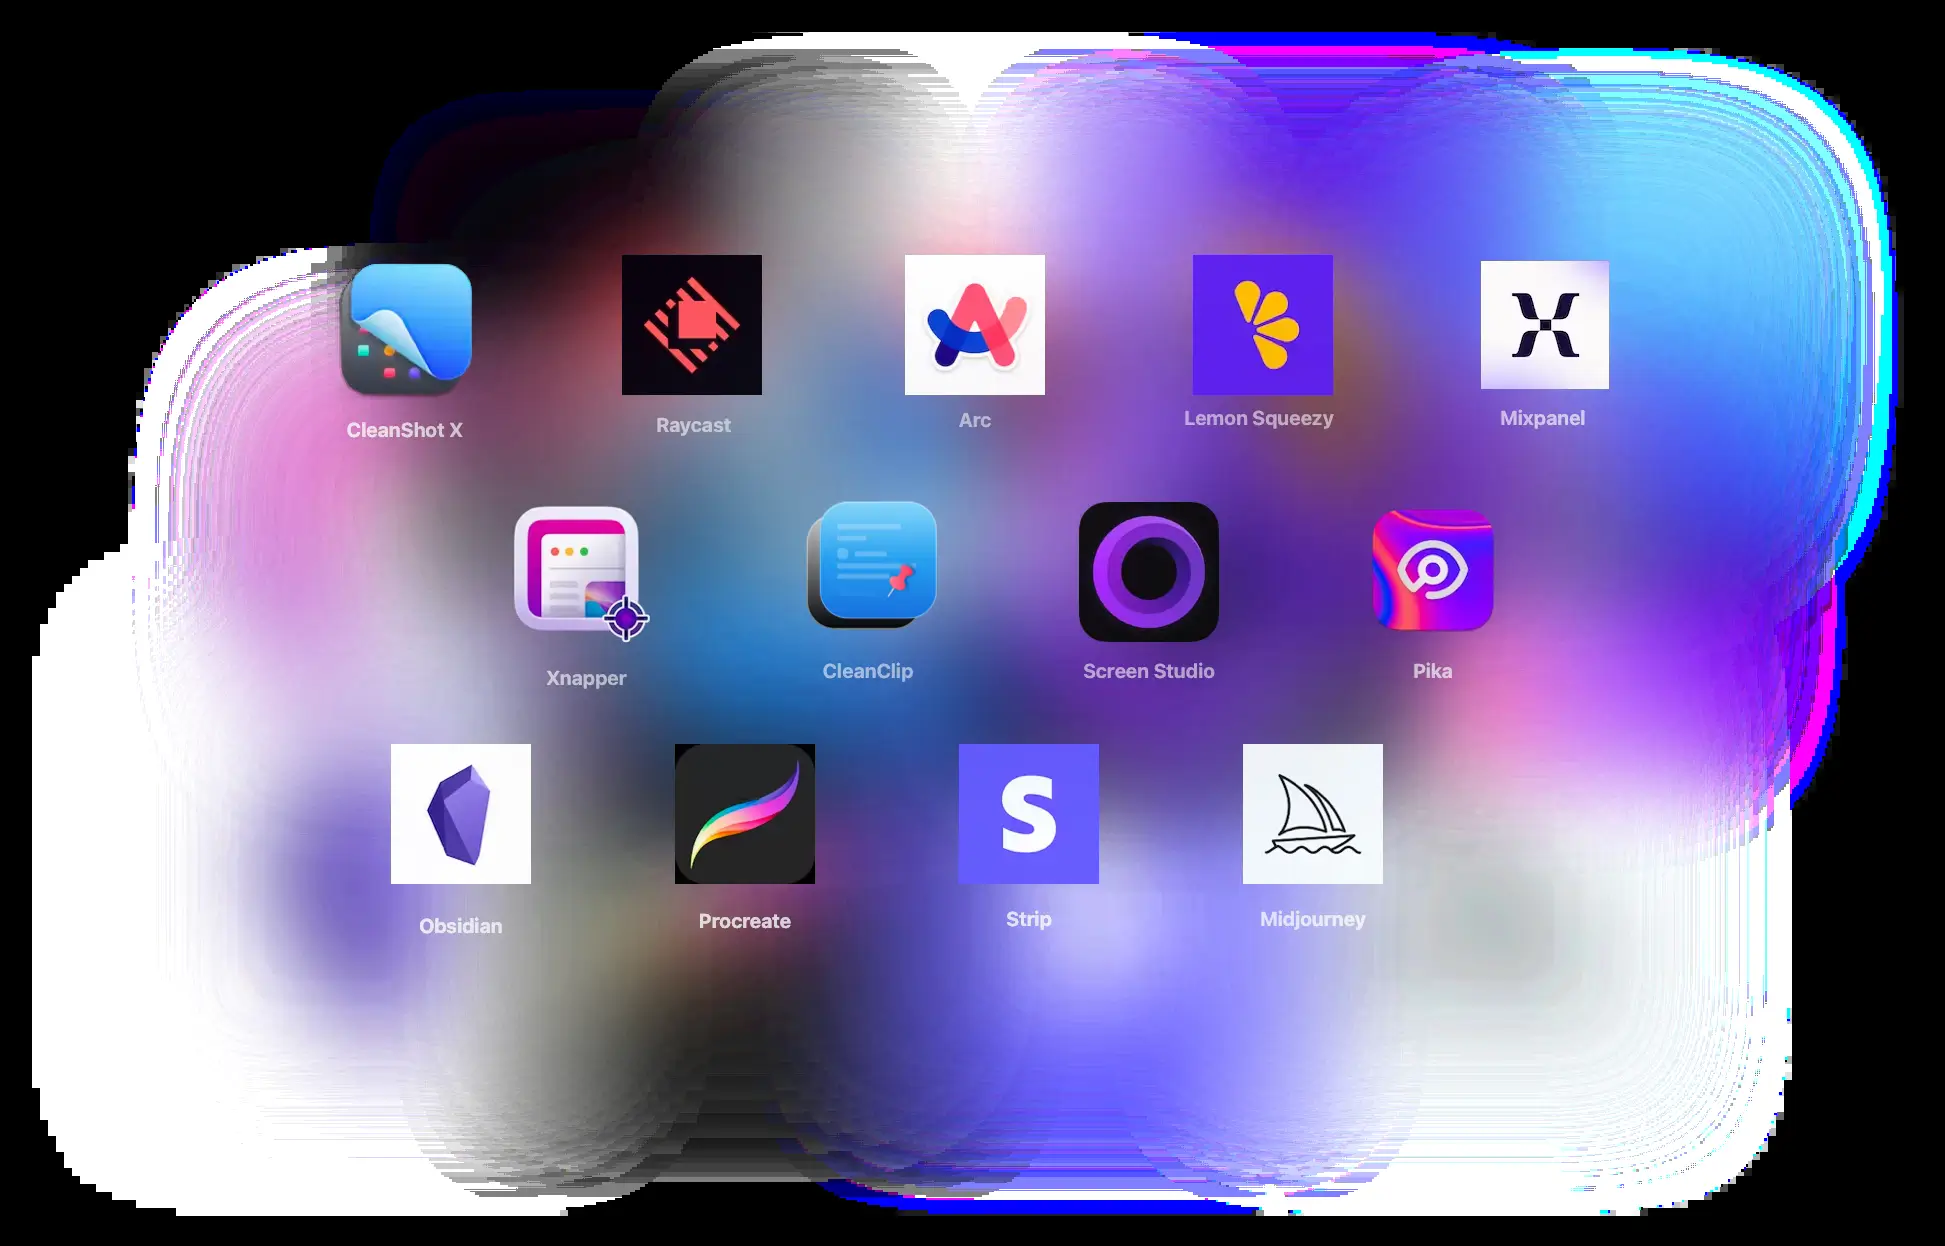 CleanShot X
Raycast
Arc
Lemon Squeezy
Mixpanel
Xnapper
CleanClip
Screen Studio
Pika
S
Obsidian
Procreate
Strip
Midjourney